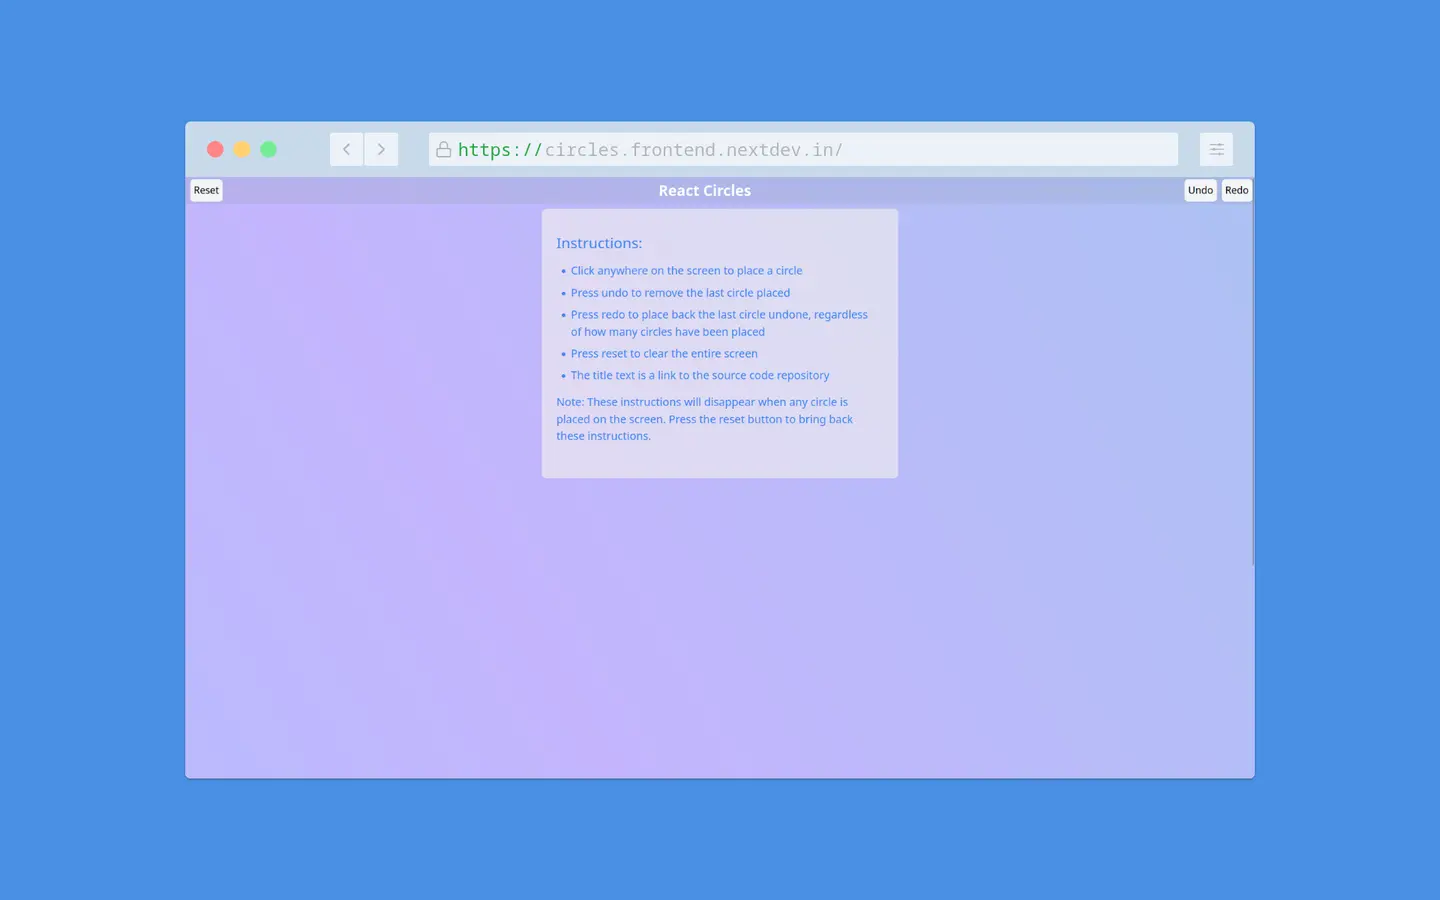 https://circles.frontend.nextdev.in/
Reset React Circles Undo Redo
Instructions:
• Click anywhere on the screen to place a circle
• Press undo to remove the last circle placed
• Press redo to place back the last circle undone, regardless
of how many circles have been placed
• Press reset to clear the entire screen
• The title text is a link to the source code repository
Note: These instructions will disappear when any circle is
placed on the screen. Press the reset button to bring back
these instructions.